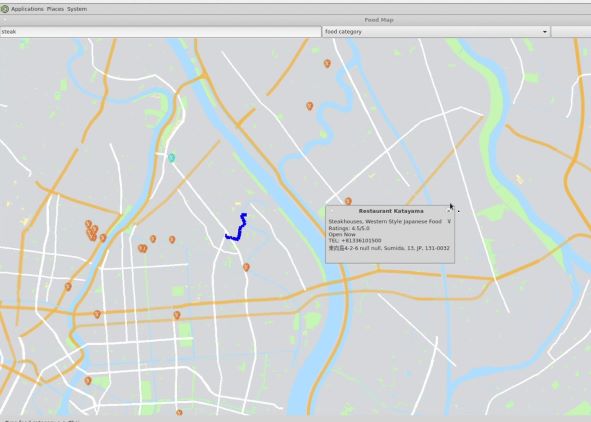 Applications Places System
Food Map
steak
food category
Restaurant Katayama
Steakhouses, Western Style Japanese Food ¥
Ratings: 4.5/5.0
Open Now
TEL: +81336101500
東向島4-2-6 null null, Sumida, 13, JP, 131-0032